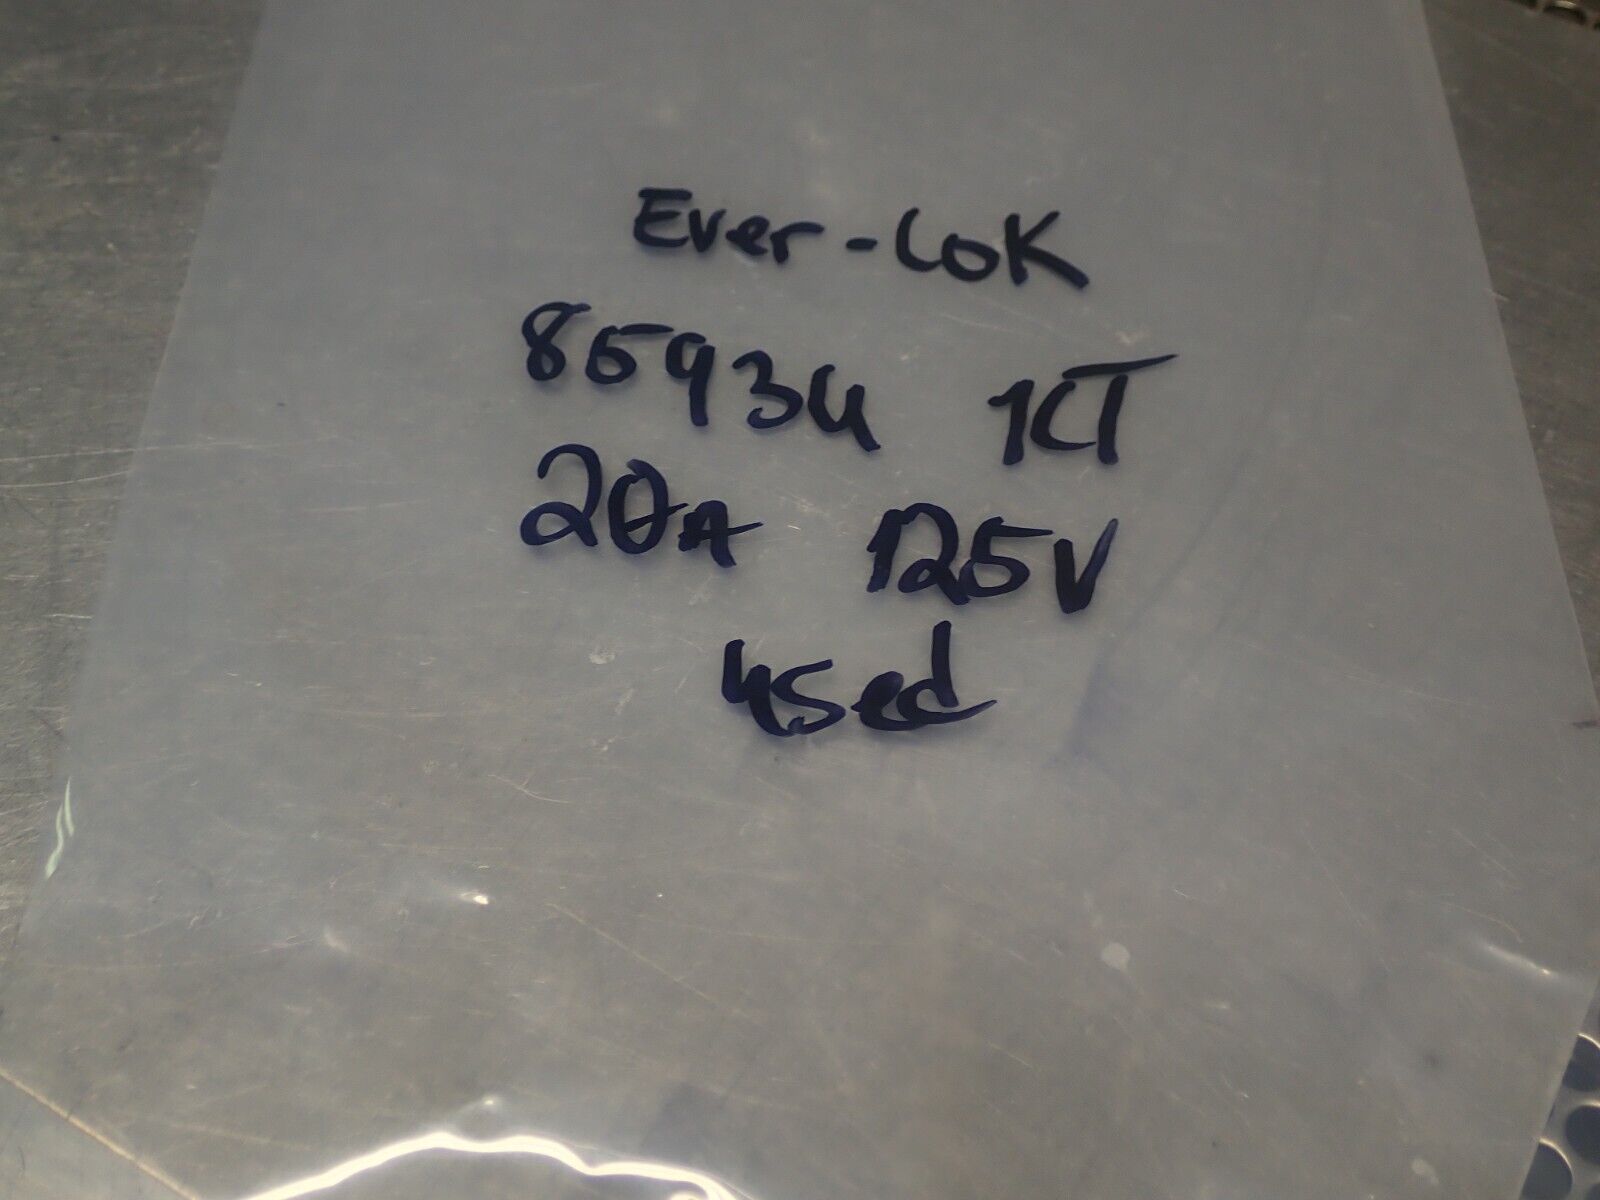 Ever-Lok
85934 1CT
20A 125V
used